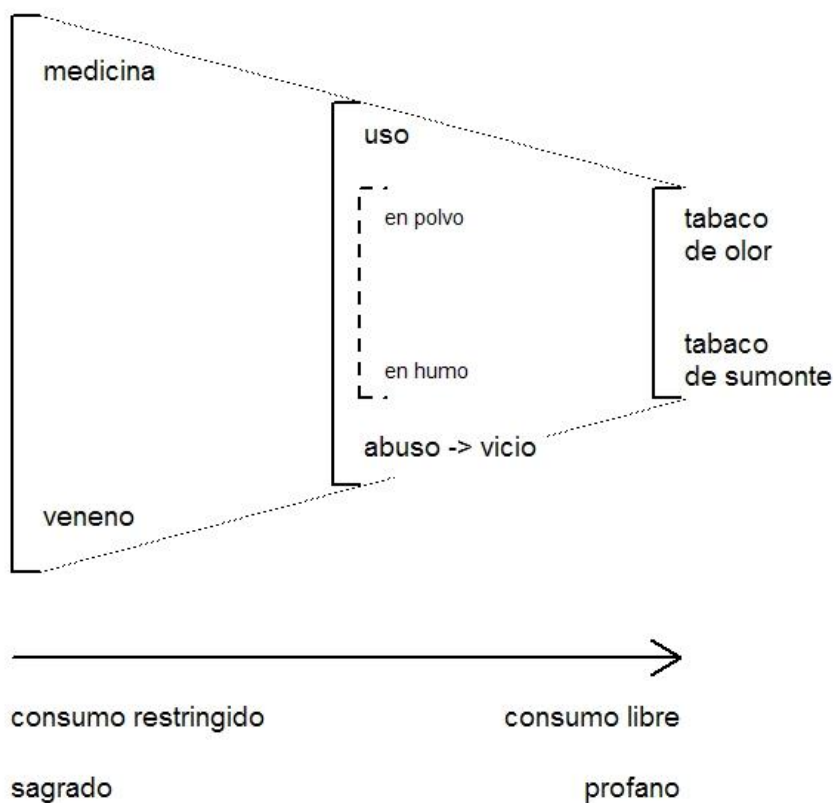 medicina
uso
en polvo
tabaco
de olor
en humo
tabaco
de sumonte
abuso -> vicio
veneno
consumo restringido
consumo libre
sagrado
profano